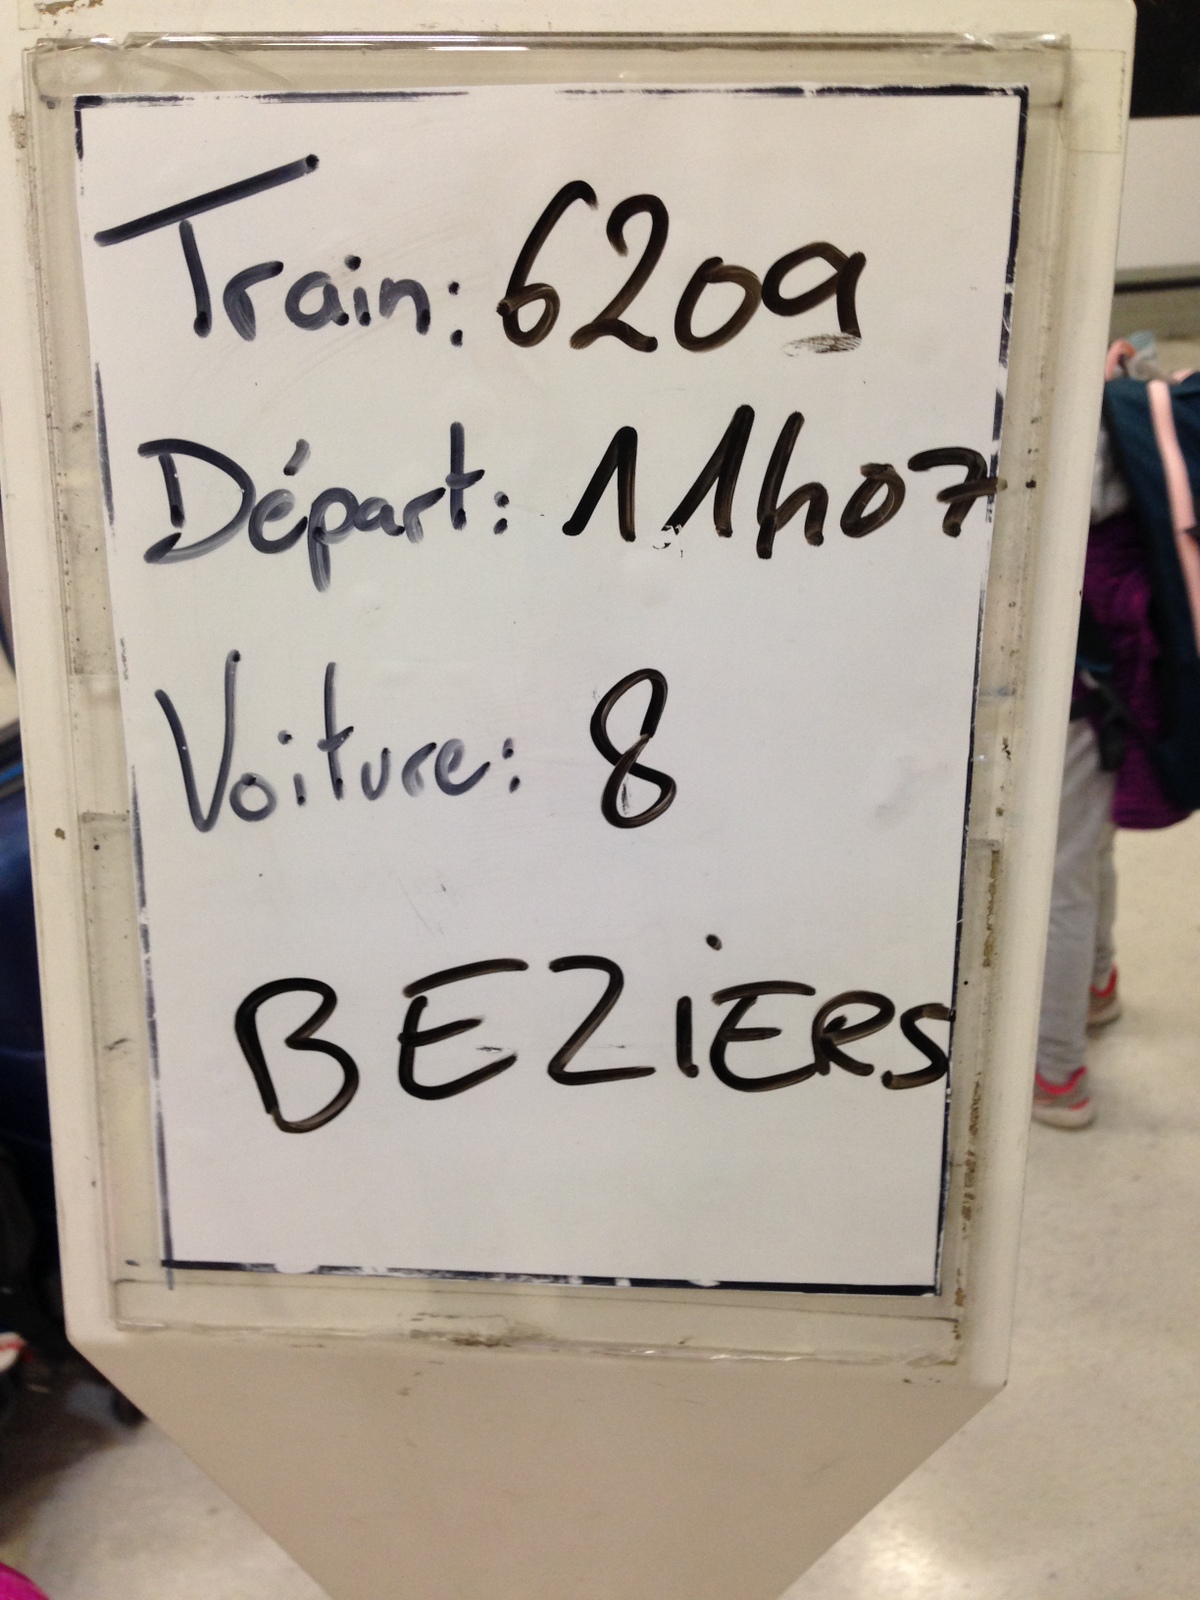 Train: 6209
Départ: 11h07
Voiture: 8
BEZiERS